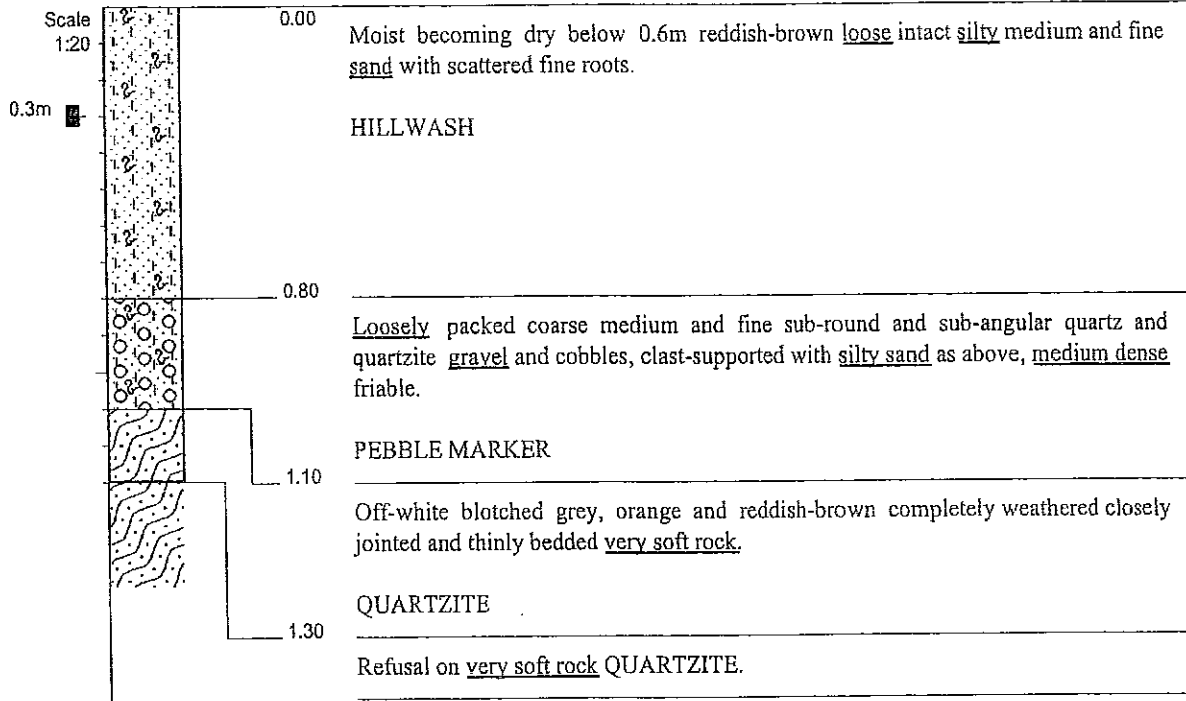 Scale
1:20
0.3m
0.00
Moist becoming dry below 0.6m reddish-brown loose intact silty medium and fine
sand with scattered fine roots.
HILLWASH
0.80
Loosely packed coarse medium and fine sub-round and sub-angular quartz and
quartzite gravel and cobbles, clast-supported with silty sand as above, medium dense
friable.
PEBBLE MARKER
1.10
Off-white blotched grey, orange and reddish-brown completely weathered closely
jointed and thinly bedded very soft rock.
QUARTZITE
1.30
Refusal on very soft rock QUARTZITE.